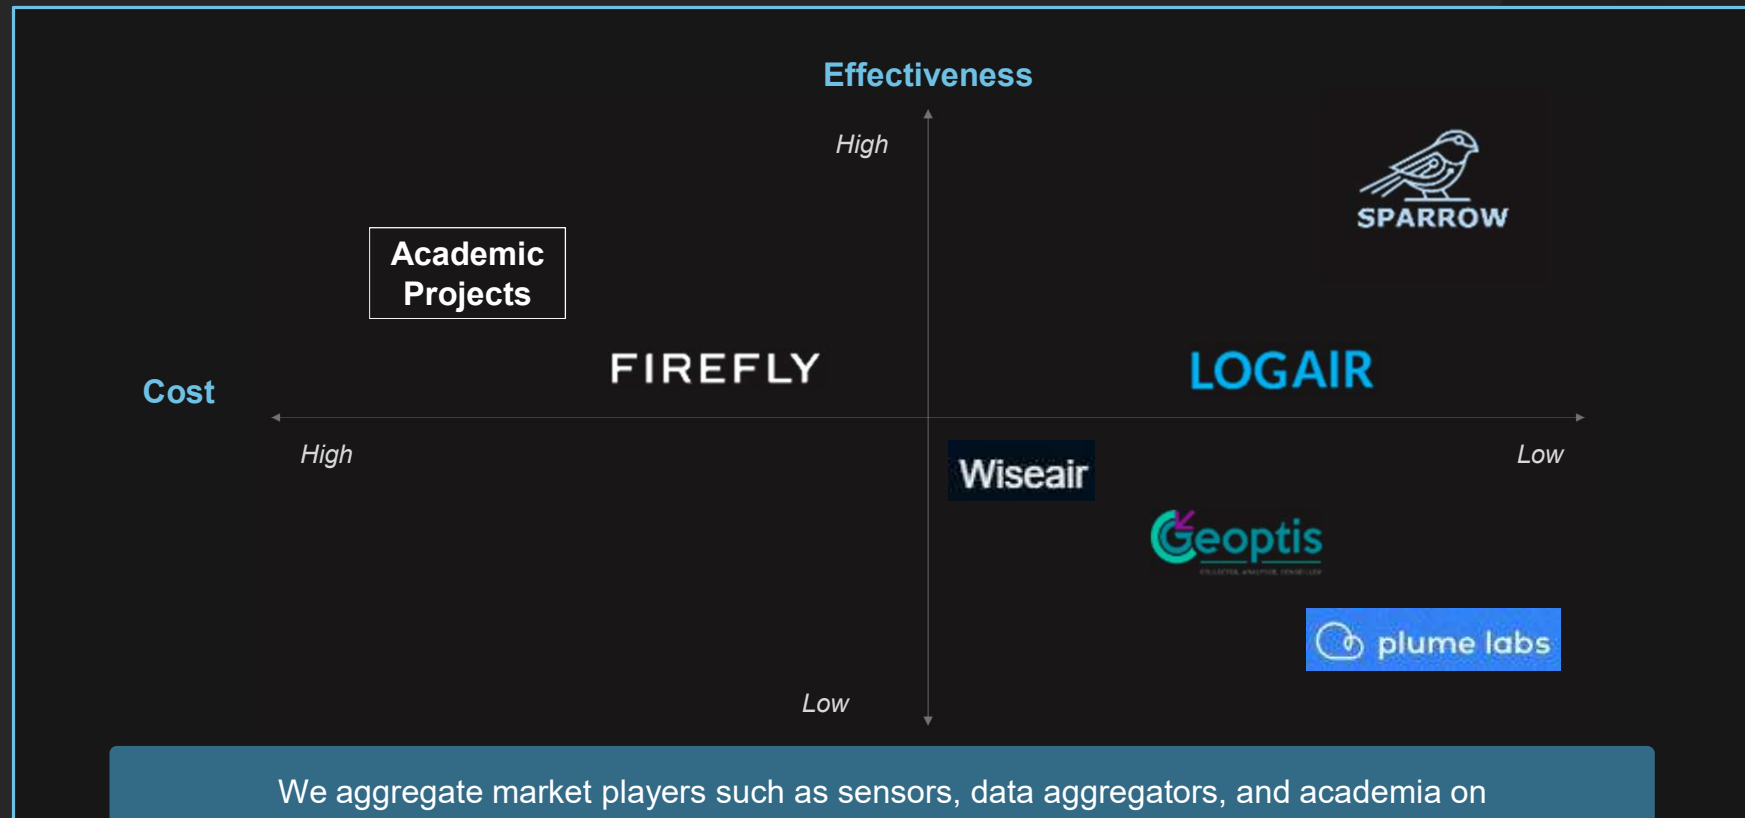 Effectiveness
High
SPARROW
Academic
Projects
FIREFLY
LOGAIR
Cost
High
Low
Wiseair
Geoptis
plume labs
Low
We aggregate market players such as sensors, data aggregators, and academia on